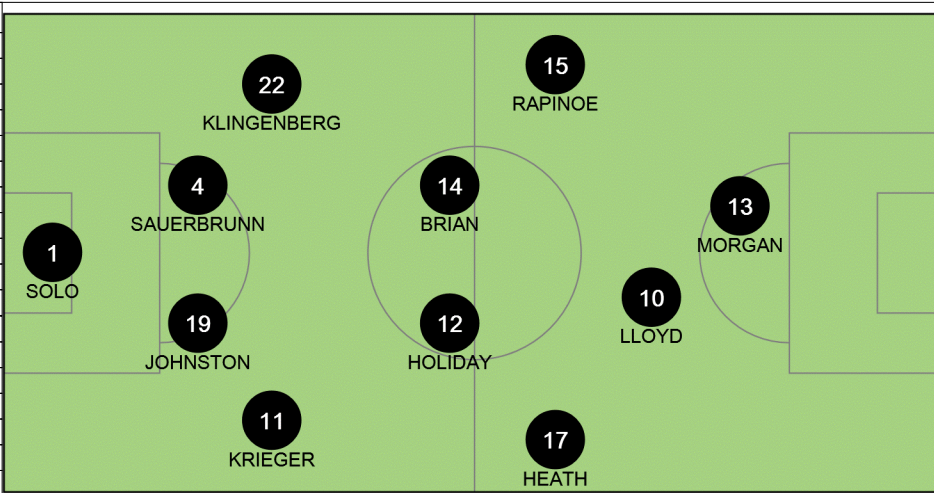 15
RAPINOE
22
KLINGENBERG
4
SAUERBRUNN
14
BRIAN
13
MORGAN
1
SOLO
10
LLOYD
19
JOHNSTON
12
HOLIDAY
11
KRIEGER
17
HEATH